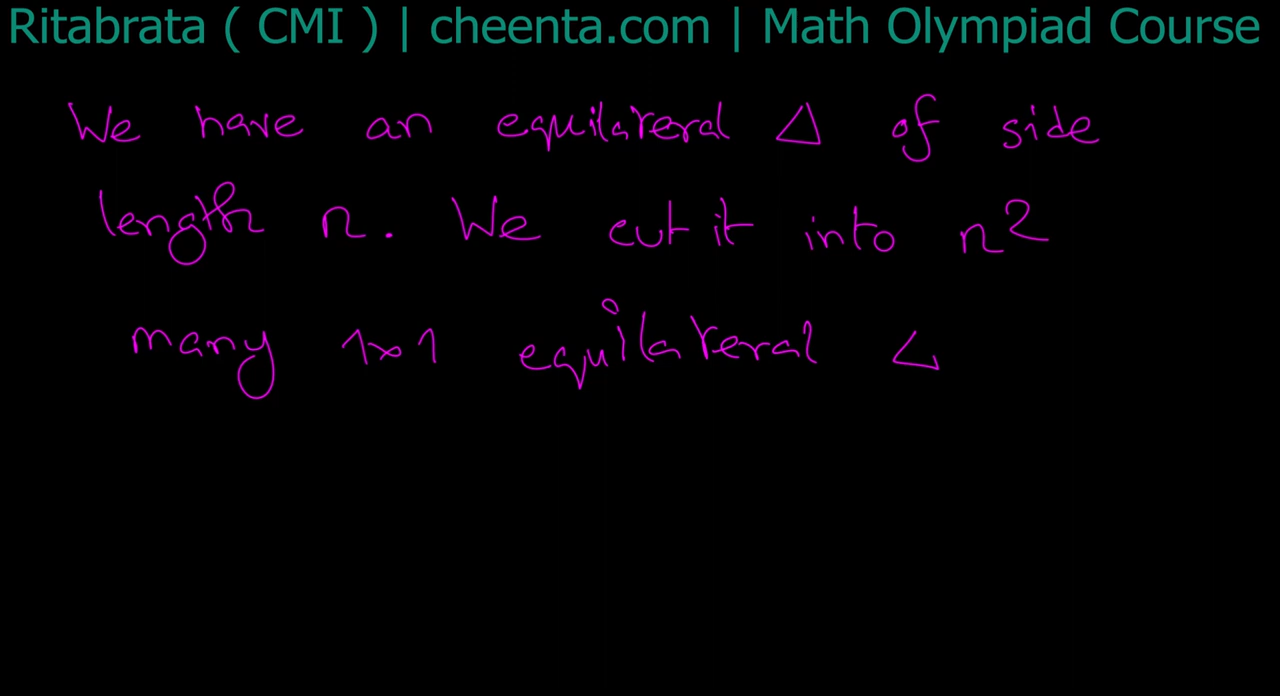 Ritabrata ( CMI ) | cheenta.com | Math Olympiad Course
We have an equilateral △ of side
length n. We cut it into n²
many 1×1 equilateral △